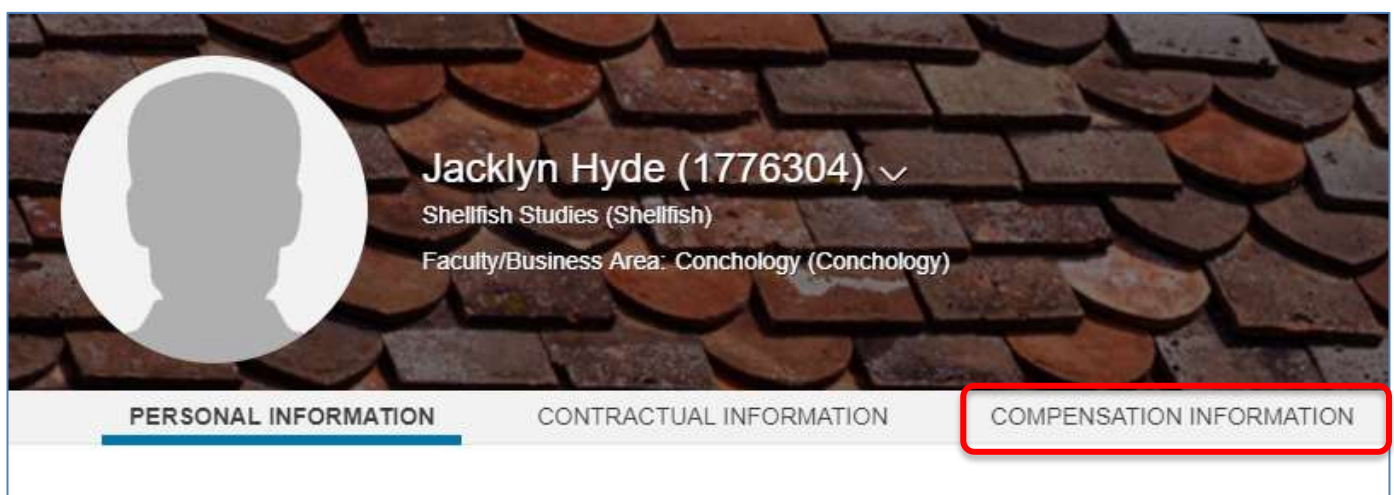 Jacklyn Hyde (1776304)
Shellfish Studies (Shellfish)
Faculty/Business Area: Conchology (Conchology)
PERSONAL INFORMATION CONTRACTUAL INFORMATION COMPENSATION INFORMATION